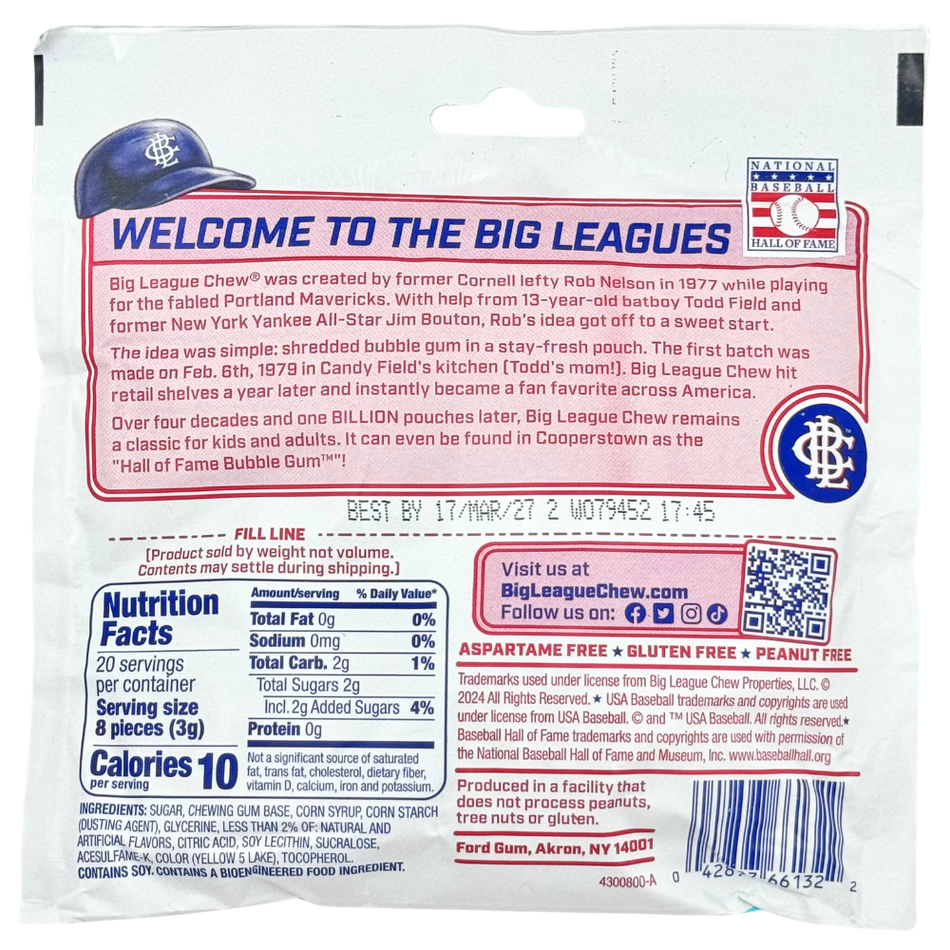 NATIONAL
BASEBALL
HALL OF FAME
WELCOME TO THE BIG LEAGUES
Big League Chew® was created by former Cornell lefty Rob Nelson in 1977 while playing
for the fabled Portland Mavericks. With help from 13-year-old batboy Todd Field and
former New York Yankee All-Star Jim Bouton, Rob's idea got off to a sweet start.
The idea was simple: shredded bubble gum in a stay-fresh pouch. The first batch was
made on Feb. 6th, 1979 in Candy Field's kitchen (Todd's mom!). Big League Chew hit
retail shelves a year later and instantly became a fan favorite across America.
Over four decades and one BILLION pouches later, Big League Chew remains
a classic for kids and adults. It can even be found in Cooperstown as the
"Hall of Fame Bubble Gum™"!
BEST BY 17/MAR/27 2 W079452 17:45
FILL LINE
(Product sold by weight not volume.
Contents may settle during shipping.)
Nutrition
Facts
20 servings
per container
Serving size
8 pieces (3g)
Calories 10
per serving
Amount/serving % Daily Value*
Total Fat 0g 0%
Sodium 0mg 0%
Total Carb. 2g 1%
Total Sugars 2g
Incl. 2g Added Sugars 4%
Protein 0g
Not a significant source of saturated
fat, trans fat, cholesterol, dietary fiber,
vitamin D, calcium, iron and potassium.
INGREDIENTS: SUGAR, CHEWING GUM BASE, CORN SYRUP, CORN STARCH
(DUSTING AGENT), GLYCERINE, LESS THAN 2% OF: NATURAL AND
ARTIFICIAL FLAVORS, CITRIC ACID, SOY LECITHIN, SUCRALOSE,
ACESULFAME-K, COLOR (YELLOW 5 LAKE), TOCOPHEROL.
CONTAINS SOY. CONTAINS A BIOENGINEERED FOOD INGREDIENT.
Visit us at
BigLeagueChew.com
Follow us on:
ASPARTAME FREE ★ GLUTEN FREE ★ PEANUT FREE
Trademarks used under license from Big League Chew Properties, LLC. ©
2024 All Rights Reserved. ★ USA Baseball trademarks and copyrights are used
under license from USA Baseball. © and ™ USA Baseball. All rights reserved.★
Baseball Hall of Fame trademarks and copyrights are used with permission of
the National Baseball Hall of Fame and Museum, Inc. www.baseballhall.org
Produced in a facility that
does not process peanuts,
tree nuts or gluten.
Ford Gum, Akron, NY 14001
4300800-A
0 66132 2